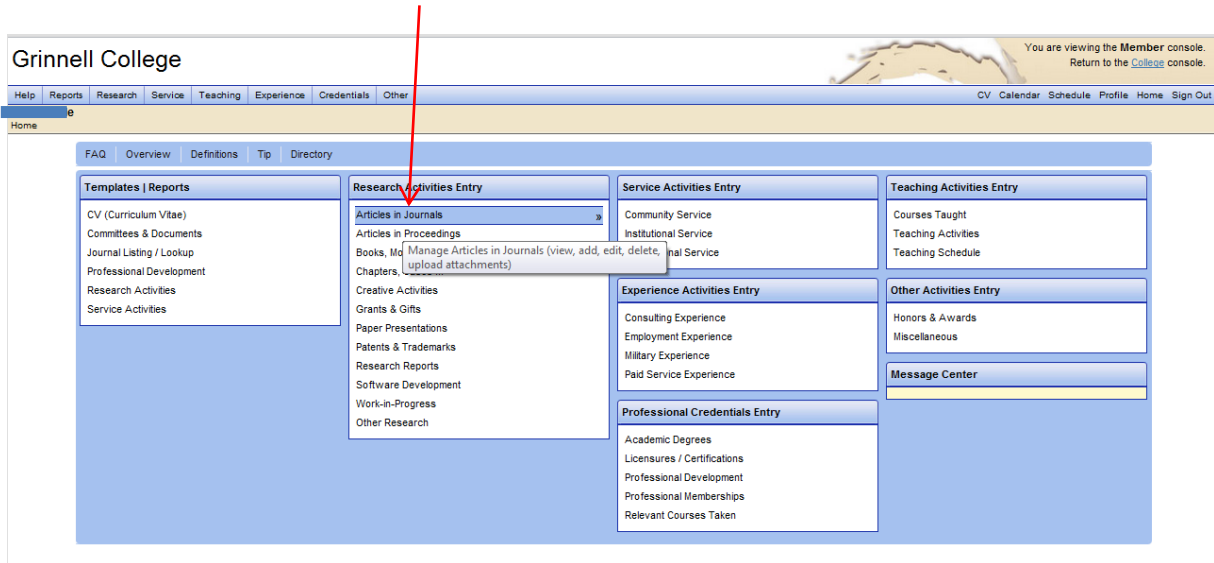 Grinnell College
You are viewing the Member console.
Return to the College console.
Help Reports Research Service Teaching Experience Credentials Other
CV Calendar Schedule Profile Home Sign Out
e
Home
FAQ Overview Definitions Tip Directory
Templates | Reports
CV (Curriculum Vitae)
Committees & Documents
Journal Listing / Lookup
Professional Development
Research Activities
Service Activities
Research Activities Entry
Articles in Journals »
Articles in Proceedings
Manage Articles in Journals (view, add, edit, delete,
upload attachments)
Creative Activities
Grants & Gifts
Paper Presentations
Patents & Trademarks
Research Reports
Software Development
Work-in-Progress
Other Research
Service Activities Entry
Community Service
Institutional Service
Service
Experience Activities Entry
Consulting Experience
Employment Experience
Military Experience
Paid Service Experience
Professional Credentials Entry
Academic Degrees
Licensures / Certifications
Professional Development
Professional Memberships
Relevant Courses Taken
Teaching Activities Entry
Courses Taught
Teaching Activities
Teaching Schedule
Other Activities Entry
Honors & Awards
Miscellaneous
Message Center